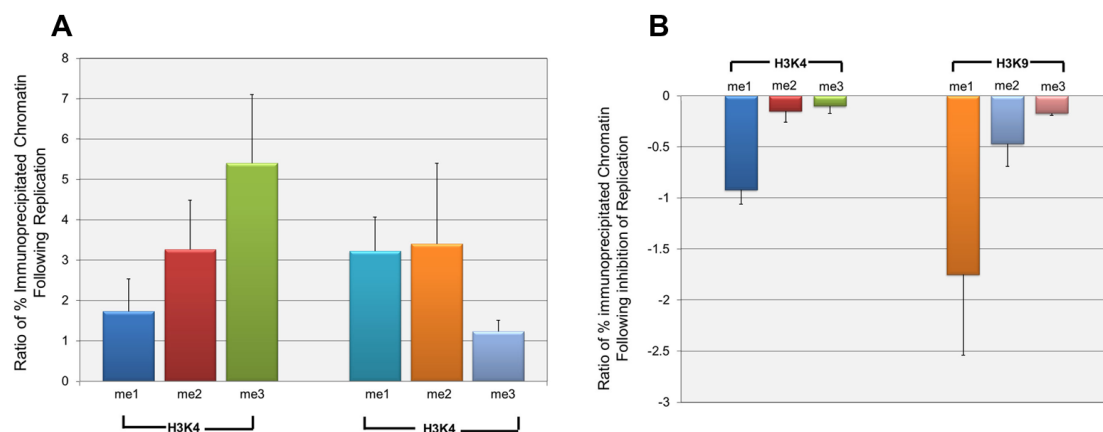 A
Ratio of % Immunoprecipitated Chromatin
Following Replication
8
7
6
5
4
3
2
1
0
me1 me2 me3 me1 me2 me3
H3K4 H3K4
B
Ratio of % immunoprecipitated Chromatin
Following inhibition of Replication
H3K4 H3K9
me1 me2 me3 me1 me2 me3
0
-0.5
-1
-1.5
-2
-2.5
-3